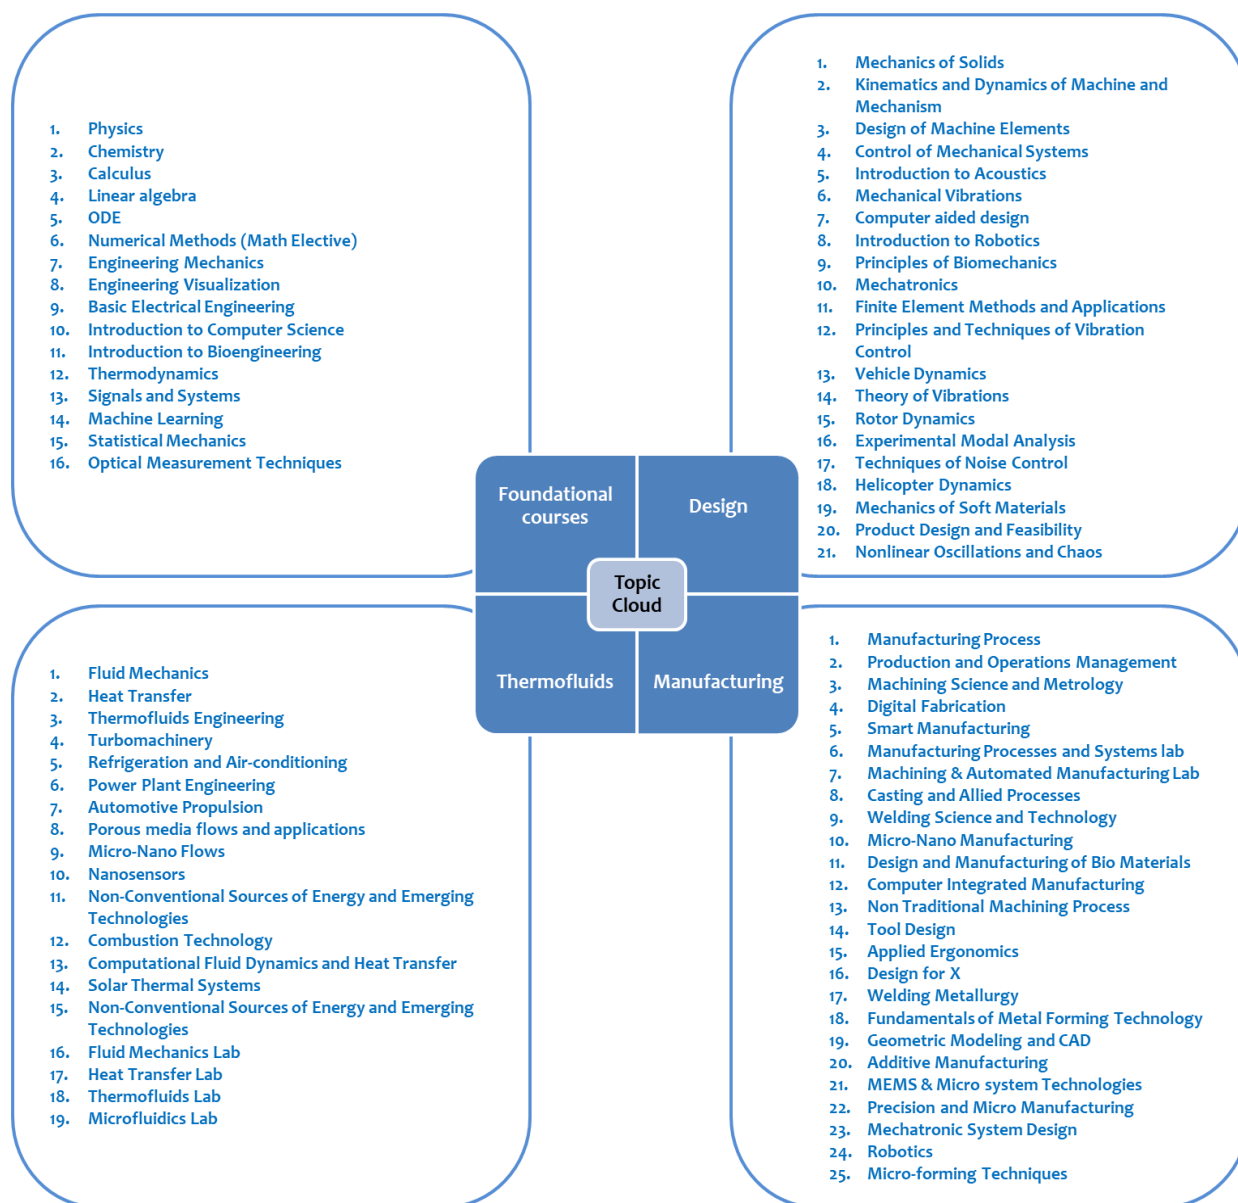 1. Physics
2. Chemistry
3. Calculus
4. Linear algebra
5. ODE
6. Numerical Methods (Math Elective)
7. Engineering Mechanics
8. Engineering Visualization
9. Basic Electrical Engineering
10. Introduction to Computer Science
11. Introduction to Bioengineering
12. Thermodynamics
13. Signals and Systems
14. Machine Learning
15. Statistical Mechanics
16. Optical Measurement Techniques
1. Mechanics of Solids
2. Kinematics and Dynamics of Machine and
Mechanism
3. Design of Machine Elements
4. Control of Mechanical Systems
5. Introduction to Acoustics
6. Mechanical Vibrations
7. Computer aided design
8. Introduction to Robotics
9. Principles of Biomechanics
10. Mechatronics
11. Finite Element Methods and Applications
12. Principles and Techniques of Vibration
Control
13. Vehicle Dynamics
14. Theory of Vibrations
15. Rotor Dynamics
16. Experimental Modal Analysis
17. Techniques of Noise Control
18. Helicopter Dynamics
19. Mechanics of Soft Materials
20. Product Design and Feasibility
21. Nonlinear Oscillations and Chaos
Foundational
courses
Design
Topic
Cloud
Thermofluids
Manufacturing
1. Fluid Mechanics
2. Heat Transfer
3. Thermofluids Engineering
4. Turbomachinery
5. Refrigeration and Air-conditioning
6. Power Plant Engineering
7. Automotive Propulsion
8. Porous media flows and applications
9. Micro-Nano Flows
10. Nanosensors
11. Non-Conventional Sources of Energy and Emerging
Technologies
12. Combustion Technology
13. Computational Fluid Dynamics and Heat Transfer
14. Solar Thermal Systems
15. Non-Conventional Sources of Energy and Emerging
Technologies
16. Fluid Mechanics Lab
17. Heat Transfer Lab
18. Thermofluids Lab
19. Microfluidics Lab
1. Manufacturing Process
2. Production and Operations Management
3. Machining Science and Metrology
4. Digital Fabrication
5. Smart Manufacturing
6. Manufacturing Processes and Systems lab
7. Machining & Automated Manufacturing Lab
8. Casting and Allied Processes
9. Welding Science and Technology
10. Micro-Nano Manufacturing
11. Design and Manufacturing of Bio Materials
12. Computer Integrated Manufacturing
13. Non Traditional Machining Process
14. Tool Design
15. Applied Ergonomics
16. Design for X
17. Welding Metallurgy
18. Fundamentals of Metal Forming Technology
19. Geometric Modeling and CAD
20. Additive Manufacturing
21. MEMS & Micro system Technologies
22. Precision and Micro Manufacturing
23. Mechatronic System Design
24. Robotics
25. Micro-forming Techniques